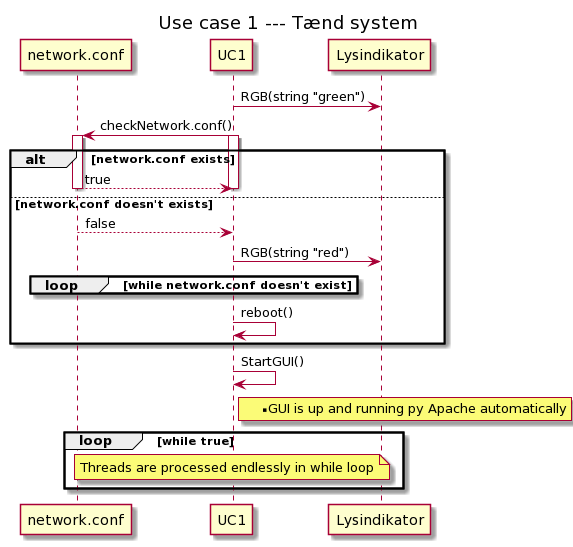 Use case 1 --- Tænd system
network.conf
UC1
Lysindikator
RGB(string "green")
checkNetwork.conf()
alt [network.conf exists]
true
[network.conf doesn't exists]
false
RGB(string "red")
loop [while network.conf doesn't exist]
reboot()
StartGUI()
▪GUI is up and running py Apache automatically
loop [while true]
Threads are processed endlessly in while loop
network.conf
UC1
Lysindikator